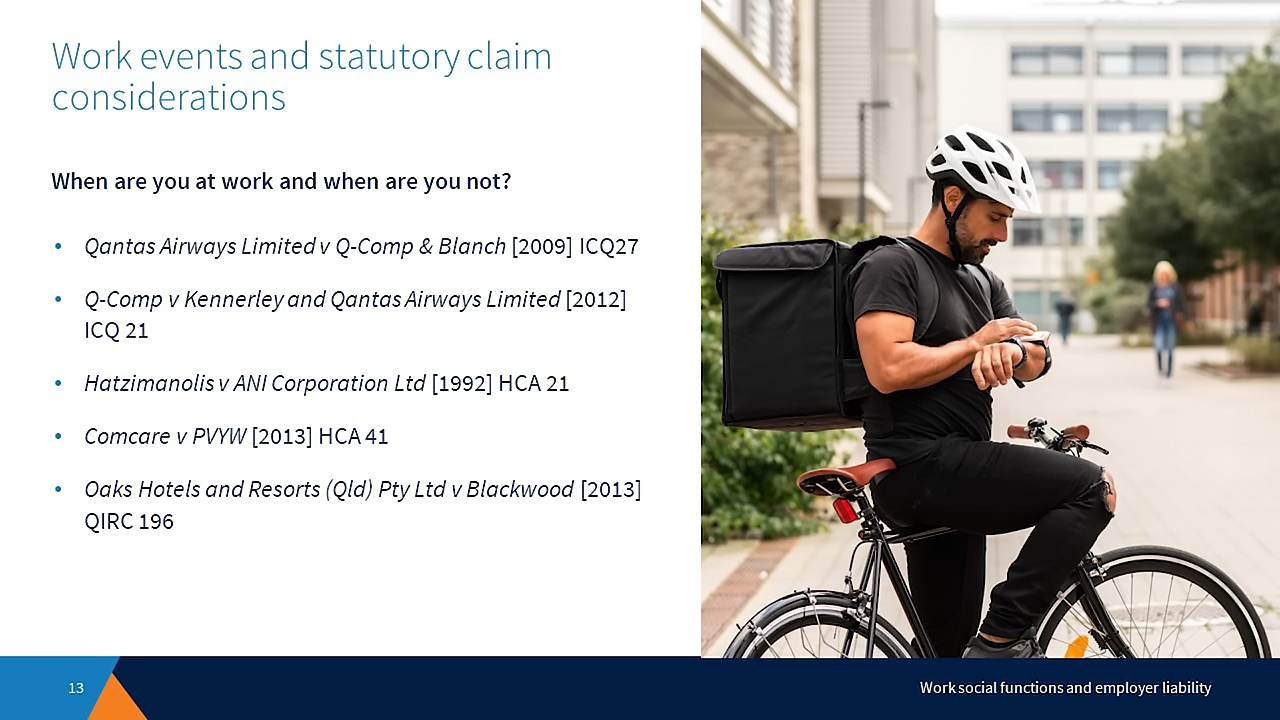 Work events and statutory claim
considerations
When are you at work and when are you not?
• Qantas Airways Limited v Q-Comp & Blanch [2009] ICQ27
• Q-Comp v Kennerley and Qantas Airways Limited [2012]
ICQ 21
• Hatzimanolis v ANI Corporation Ltd [1992] HCA 21
• Comcare v PVYW [2013] HCA 41
• Oaks Hotels and Resorts (Qld) Pty Ltd v Blackwood [2013]
QIRC 196
13
Work social functions and employer liability